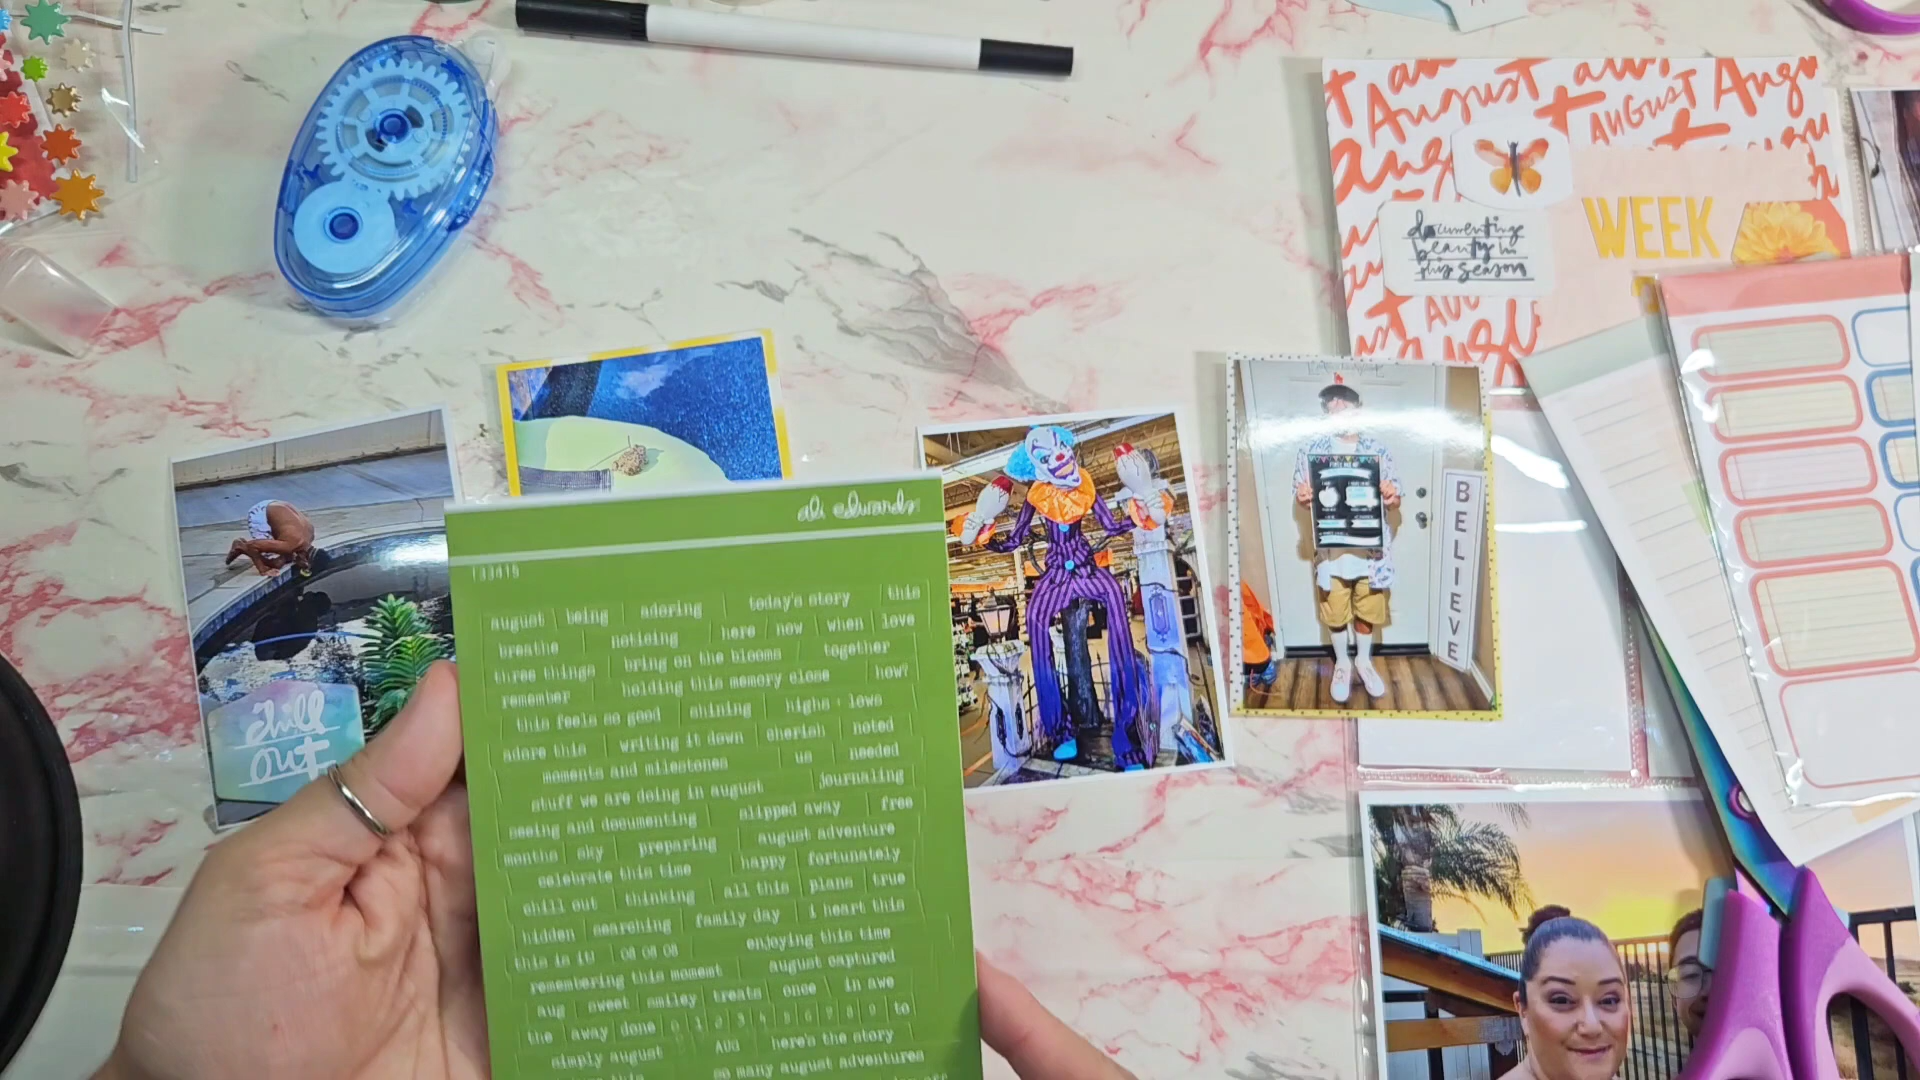 ali edwards
august being adoring today's story this
breathe noticing here now when love
three things bring on the blooms together
remember holding this memory close how?
this feels so good shining highs + lows
adore this writing it down cherish noted
moments and milestones us needed
stuff we are doing in august journaling
seeing and documenting slipped away free
months sky preparing august adventure
celebrate this time happy fortunately
chill out thinking all this plans true
hidden searching family day i heart this
this is it! 08 08 08 enjoying this time
remembering this moment august captured
aug sweet smiley treats once in awe
the away done 0 1 2 3 4 5 6 7 8 9 to
simply august AUG here's the story
so many august adventures
chill
out
August
AUGUST
documenting
beauty in
this season
WEEK
BELIEVE